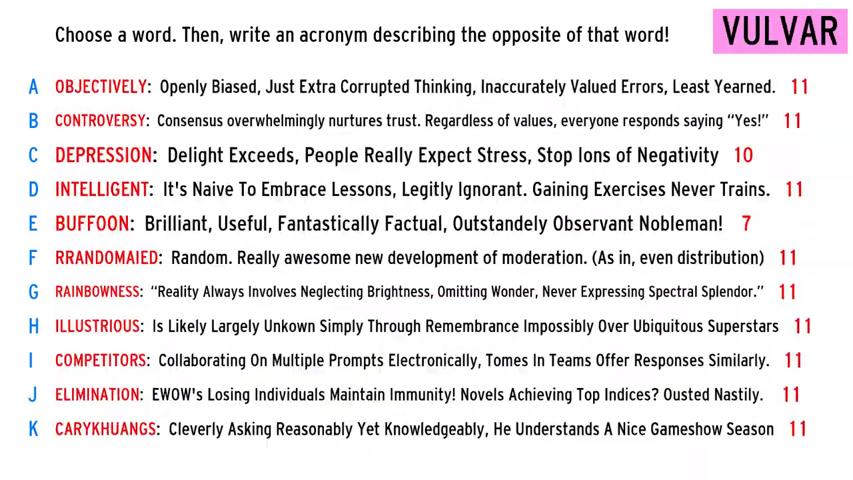 Choose a word. Then, write an acronym describing the opposite of that word!
VULVAR
A OBJECTIVELY: Openly Biased, Just Extra Corrupted Thinking, Inaccurately Valued Errors, Least Yearned. 11
B CONTROVERSY: Consensus overwhelmingly nurtures trust. Regardless of values, everyone responds saying “Yes!” 11
C DEPRESSION: Delight Exceeds, People Really Expect Stress, Stop Ions of Negativity 10
D INTELLIGENT: It's Naive To Embrace Lessons, Legitly Ignorant. Gaining Exercises Never Trains. 11
E BUFFOON: Brilliant, Useful, Fantastically Factual, Outstandely Observant Nobleman! 7
F RRANDOMAIED: Random. Really awesome new development of moderation. (As in, even distribution) 11
G RAINBOWNESS: “Reality Always Involves Neglecting Brightness, Omitting Wonder, Never Expressing Spectral Splendor.” 11
H ILLUSTRIOUS: Is Likely Largely Unkown Simply Through Remembrance Impossibly Over Ubiquitous Superstars 11
I COMPETITORS: Collaborating On Multiple Prompts Electronically, Tomes In Teams Offer Responses Similarly. 11
J ELIMINATION: EWOW's Losing Individuals Maintain Immunity! Novels Achieving Top Indices? Ousted Nastily. 11
K CARYKHUANGS: Cleverly Asking Reasonably Yet Knowledgeably, He Understands A Nice Gameshow Season 11